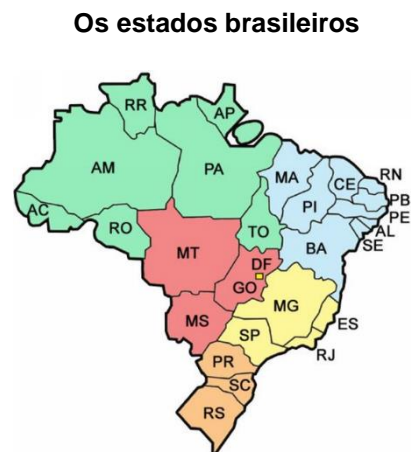 Os estados brasileiros
RR
AP
AM
PA
MA
CE
RN
PB
PE
AL
SE
PI
AC
RO
TO
BA
MT
DF
GO
MG
ES
MS
SP
RJ
PR
SC
RS